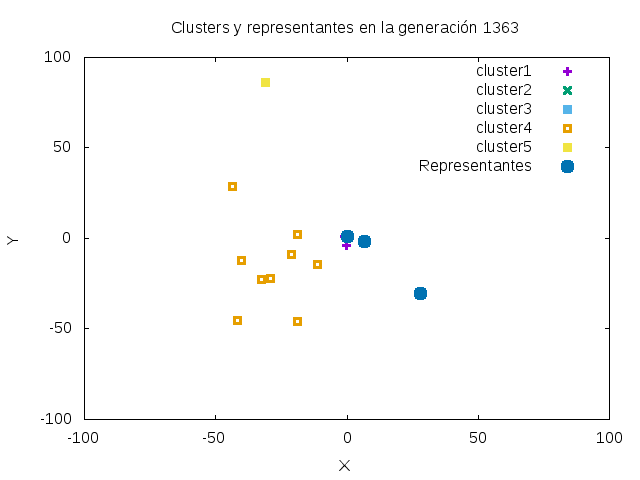 Clusters y representantes en la generación 1363
100
50
0
-50
-100
-100
-50
0
50
100
Y
X
cluster1
cluster2
cluster3
cluster4
cluster5
Representantes